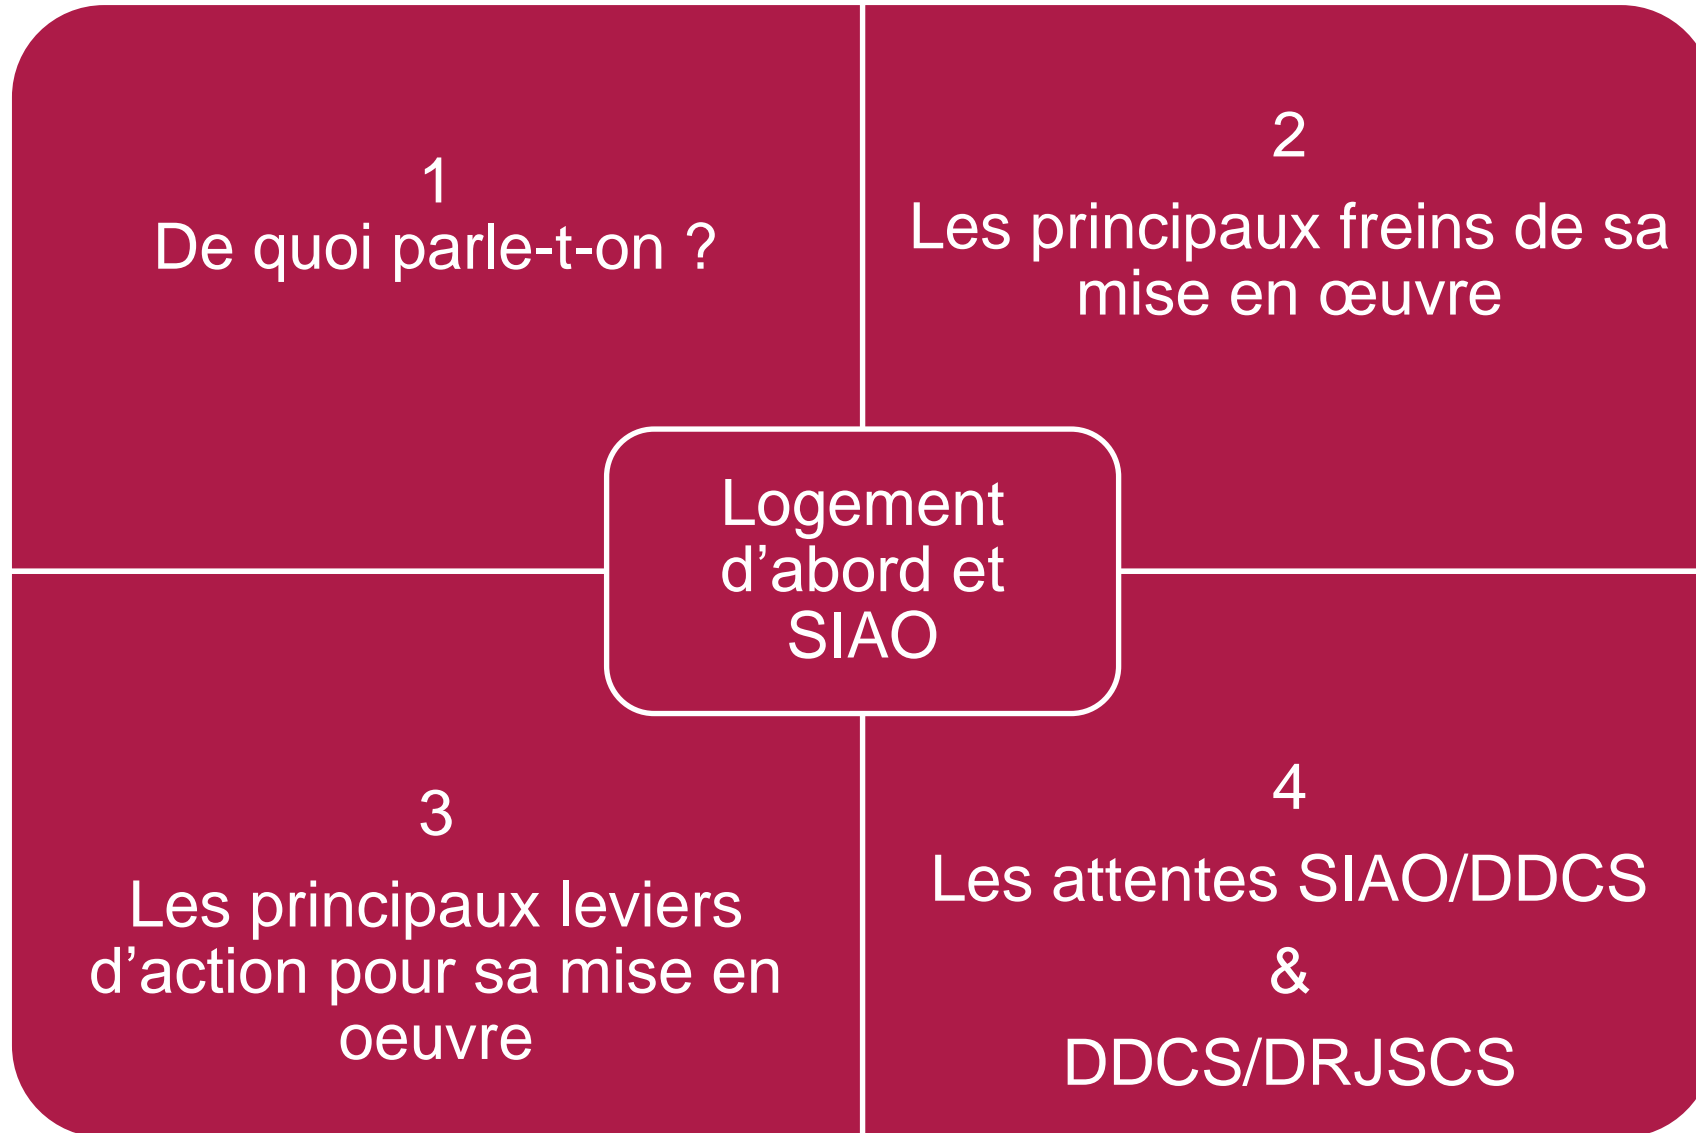 1
De quoi parle-t-on ?
2
Les principaux freins de sa
mise en œuvre
Logement
d’abord et
SIAO
3
Les principaux leviers
d’action pour sa mise en
oeuvre
4
Les attentes SIAO/DDCS
&
DDCS/DRJSCS